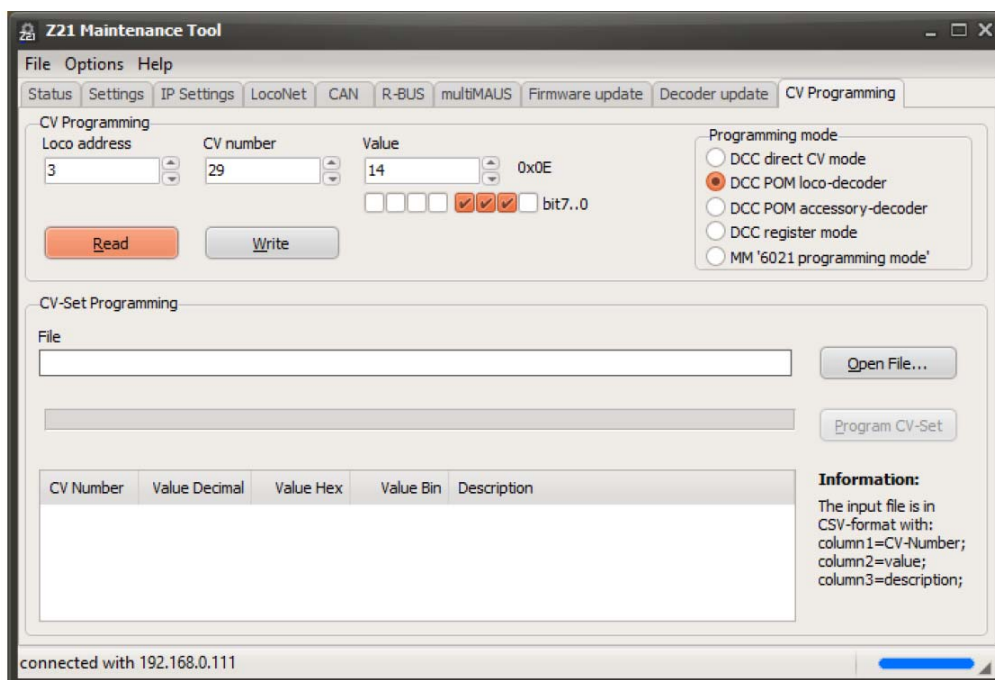 Z21 Z21 Maintenance Tool
File Options Help
Status Settings IP Settings LocoNet CAN R-BUS multiMAUS Firmware update Decoder update CV Programming
CV Programming
Loco address CV number Value
3 29 14 0x0E
bit7..0
Read Write
Programming mode
DCC direct CV mode
DCC POM loco-decoder
DCC POM accessory-decoder
DCC register mode
MM '6021 programming mode'
CV-Set Programming
File
Open File...
Program CV-Set
CV Number Value Decimal Value Hex Value Bin Description
Information:
The input file is in
CSV-format with:
column1=CV-Number;
column2=value;
column3=description;
connected with 192.168.0.111